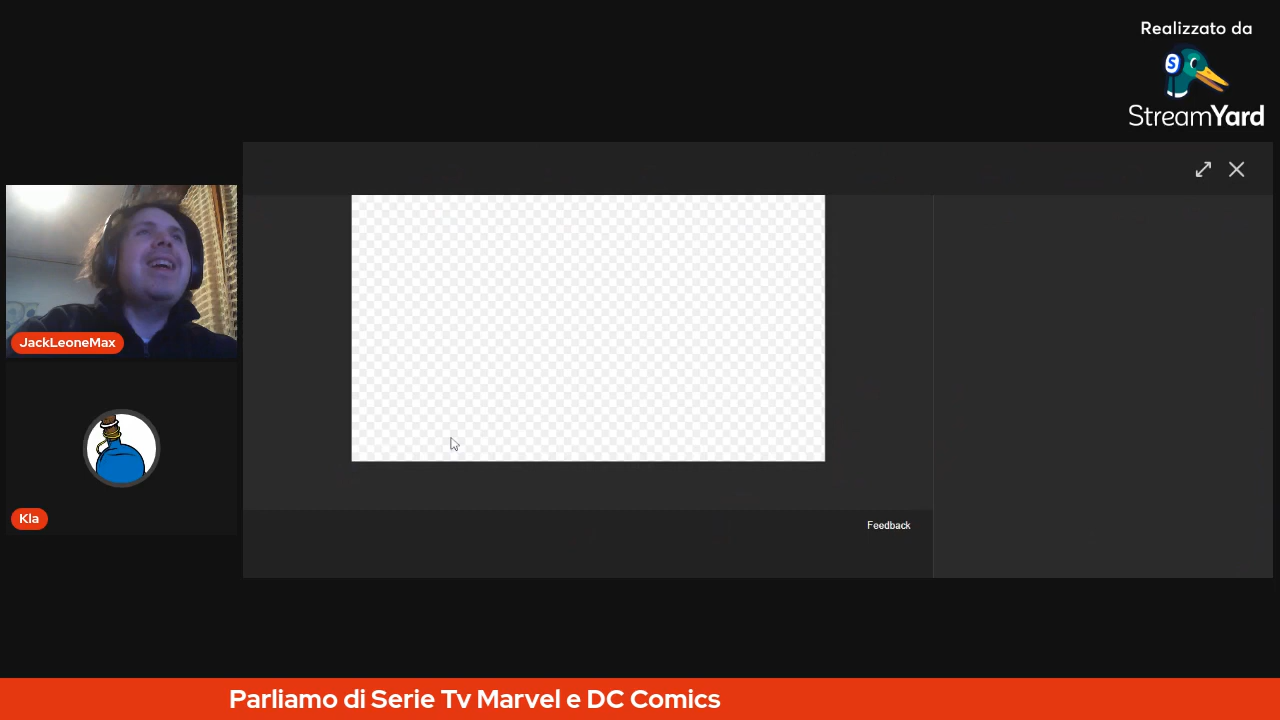 Realizzato da
S
StreamYard
JackLeoneMax
Kla
Feedback
Parliamo di Serie Tv Marvel e DC Comics